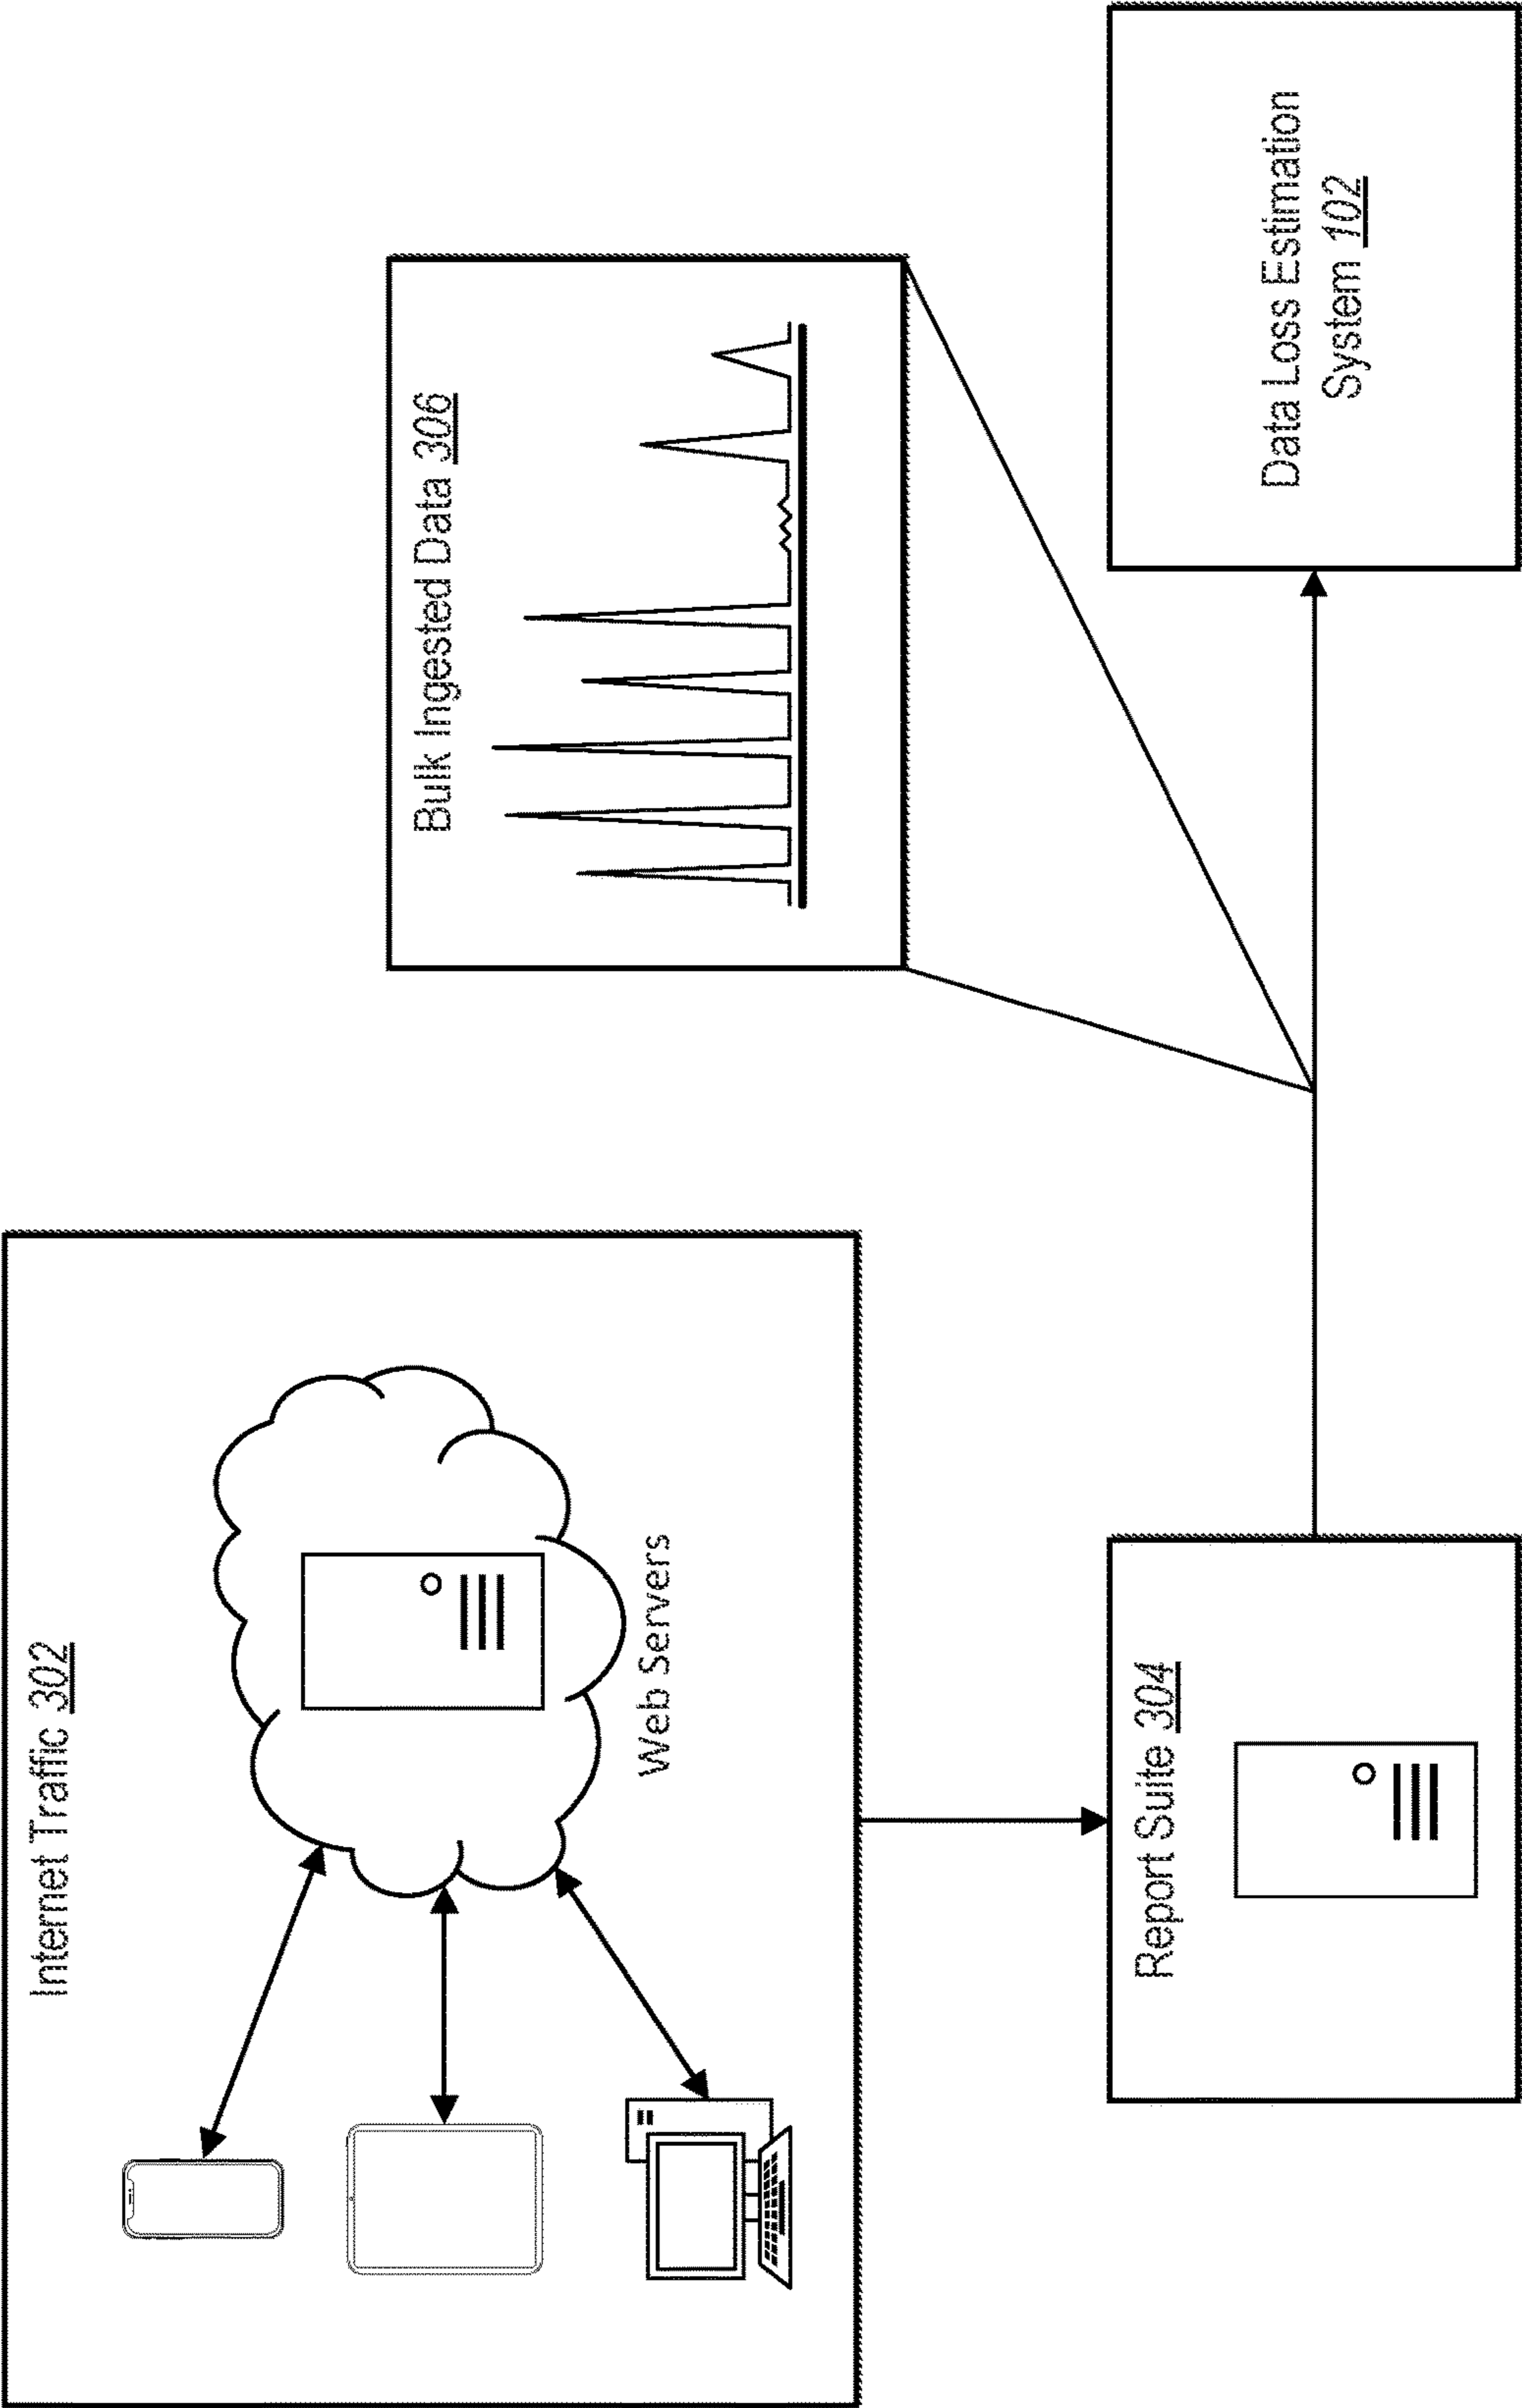 Internet Traffic 302
Web Servers
Bulk Ingested Data 306
Report Suite 304
Data Loss Estimation
System 102